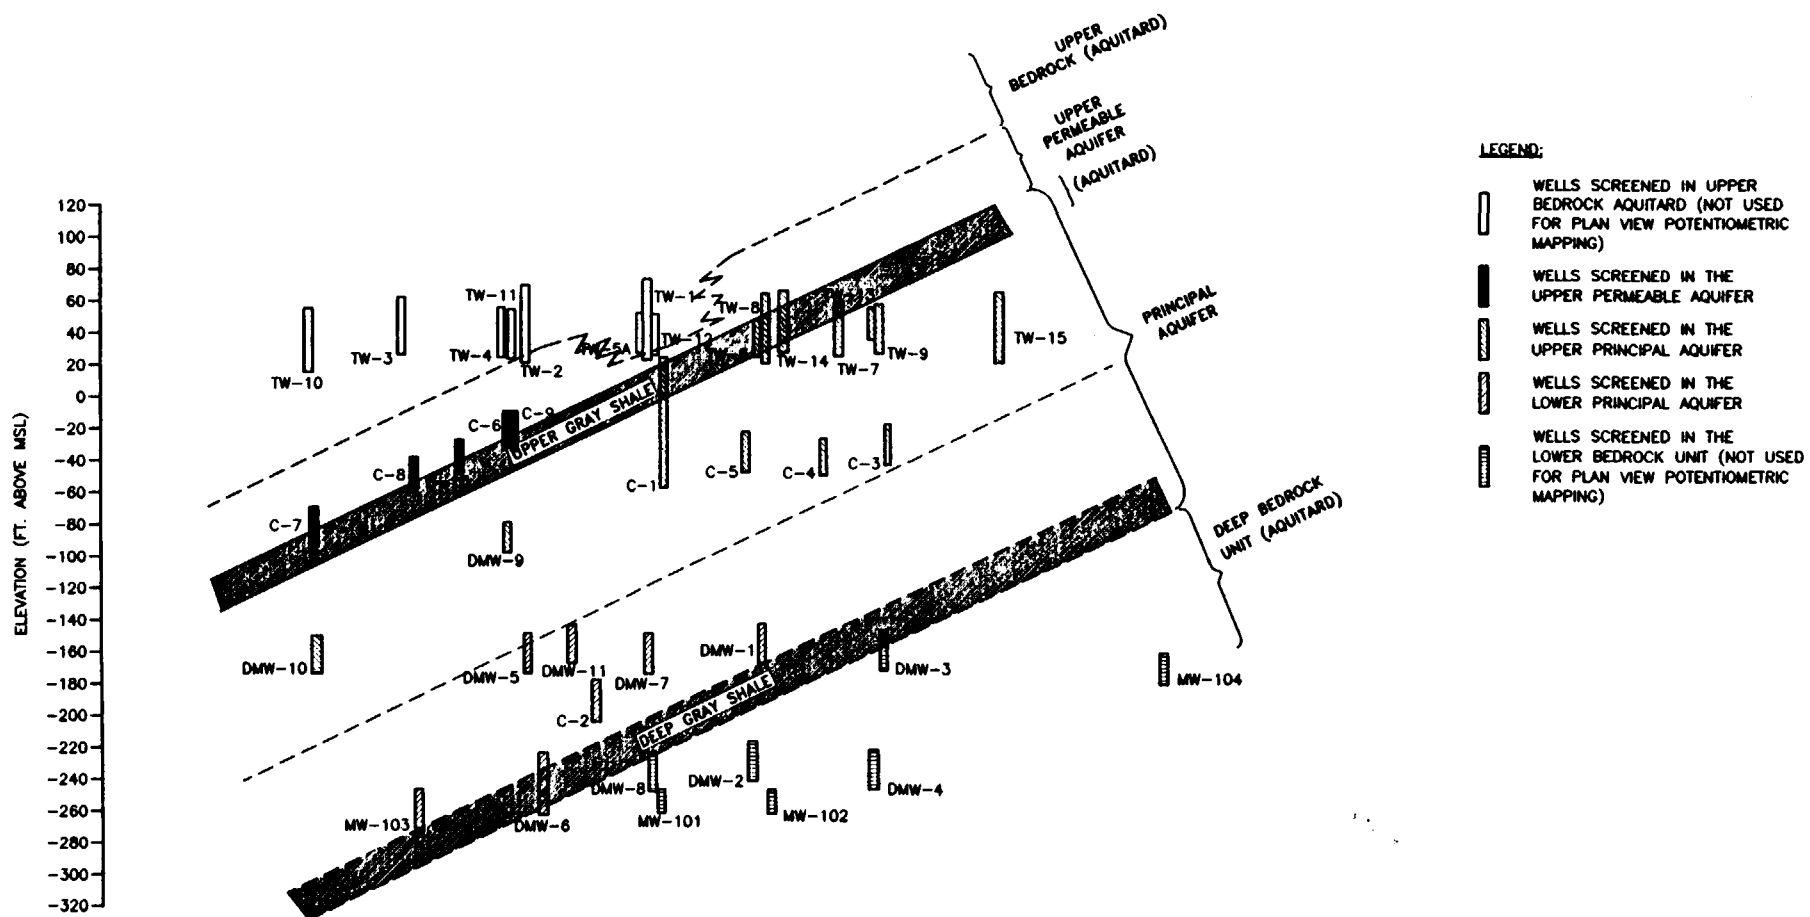 UPPER
BEDROCK (AQUITARD)
UPPER
PERMEABLE
AQUIFER
(AQUITARD)
PRINCIPAL
AQUIFER
DEEP BEDROCK
UNIT (AQUITARD)
ELEVATION (FT. ABOVE MSL)
120
100
80
60
40
20
0
-20
-40
-60
-80
-100
-120
-140
-160
-180
-200
-220
-240
-260
-280
-300
-320
TW-10
TW-3
TW-11
TW-4
TW-2
TW-1
TW-12
TW-8
TW-14
TW-7
TW-9
TW-15
C-9
C-6
C-8
C-7
UPPER GRAY SHALE
C-1
C-5
C-4
C-3
DMW-9
DMW-10
DMW-5
DMW-11
DMW-7
DMW-1
DMW-3
MW-104
C-2
DEEP GRAY SHALE
DMW-8
DMW-2
DMW-4
MW-103
DMW-6
MW-101
MW-102
LEGEND:
WELLS SCREENED IN UPPER
BEDROCK AQUITARD (NOT USED
FOR PLAN VIEW POTENTIOMETRIC
MAPPING)
WELLS SCREENED IN THE
UPPER PERMEABLE AQUIFER
WELLS SCREENED IN THE
UPPER PRINCIPAL AQUIFER
WELLS SCREENED IN THE
LOWER PRINCIPAL AQUIFER
WELLS SCREENED IN THE
LOWER BEDROCK UNIT (NOT USED
FOR PLAN VIEW POTENTIOMETRIC
MAPPING)